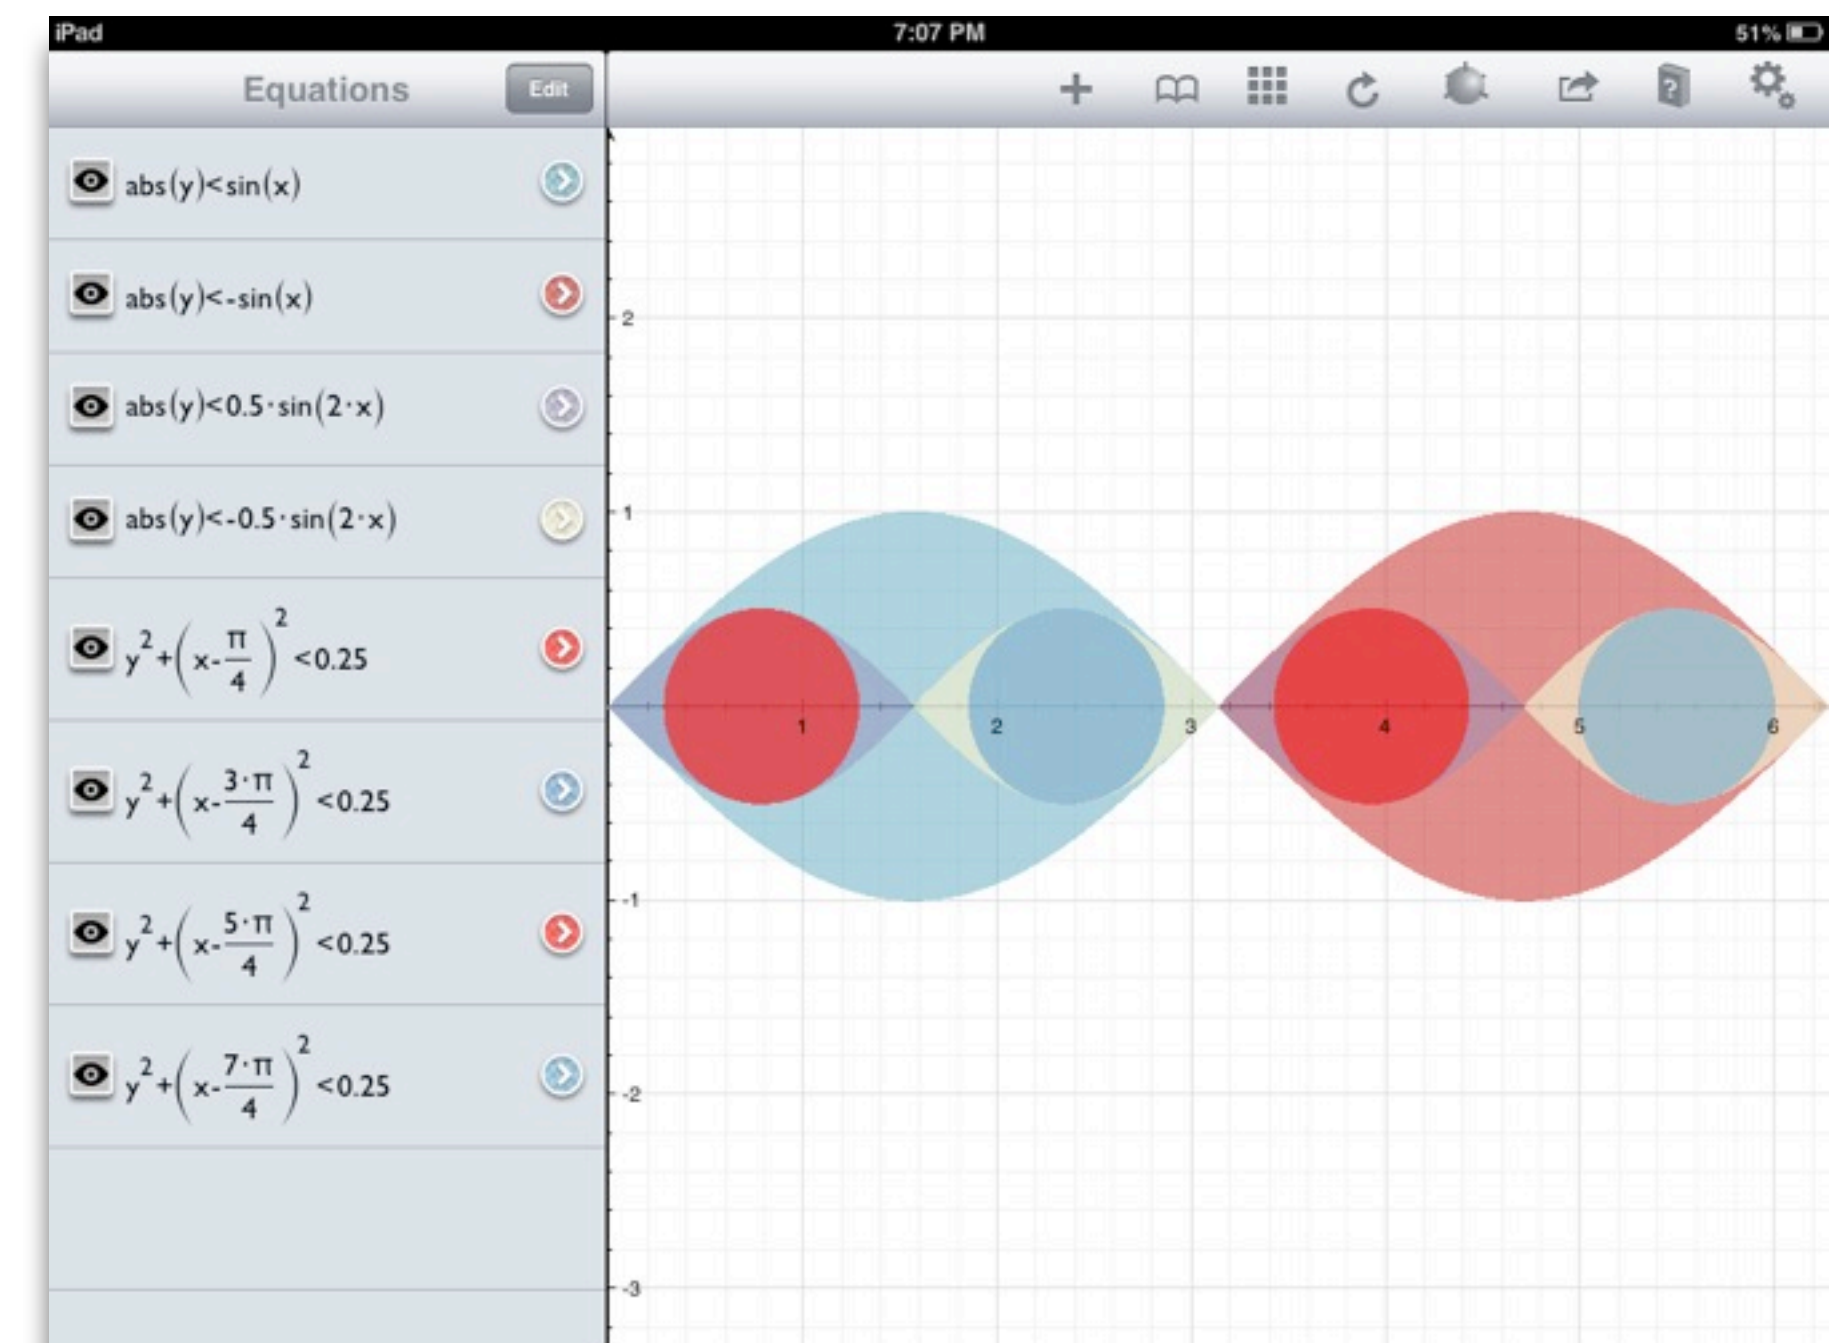 iPad 7:07 PM 51%
Equations Edit
abs(y)<sin(x)
abs(y)<-sin(x)
abs(y)<0.5·sin(2·x)
abs(y)<-0.5·sin(2·x)
y²+(x-π/4)²<0.25
y²+(x-3·π/4)²<0.25
y²+(x-5·π/4)²<0.25
y²+(x-7·π/4)²<0.25
2
1
1 2 3 4 5 6
-1
-2
-3
?